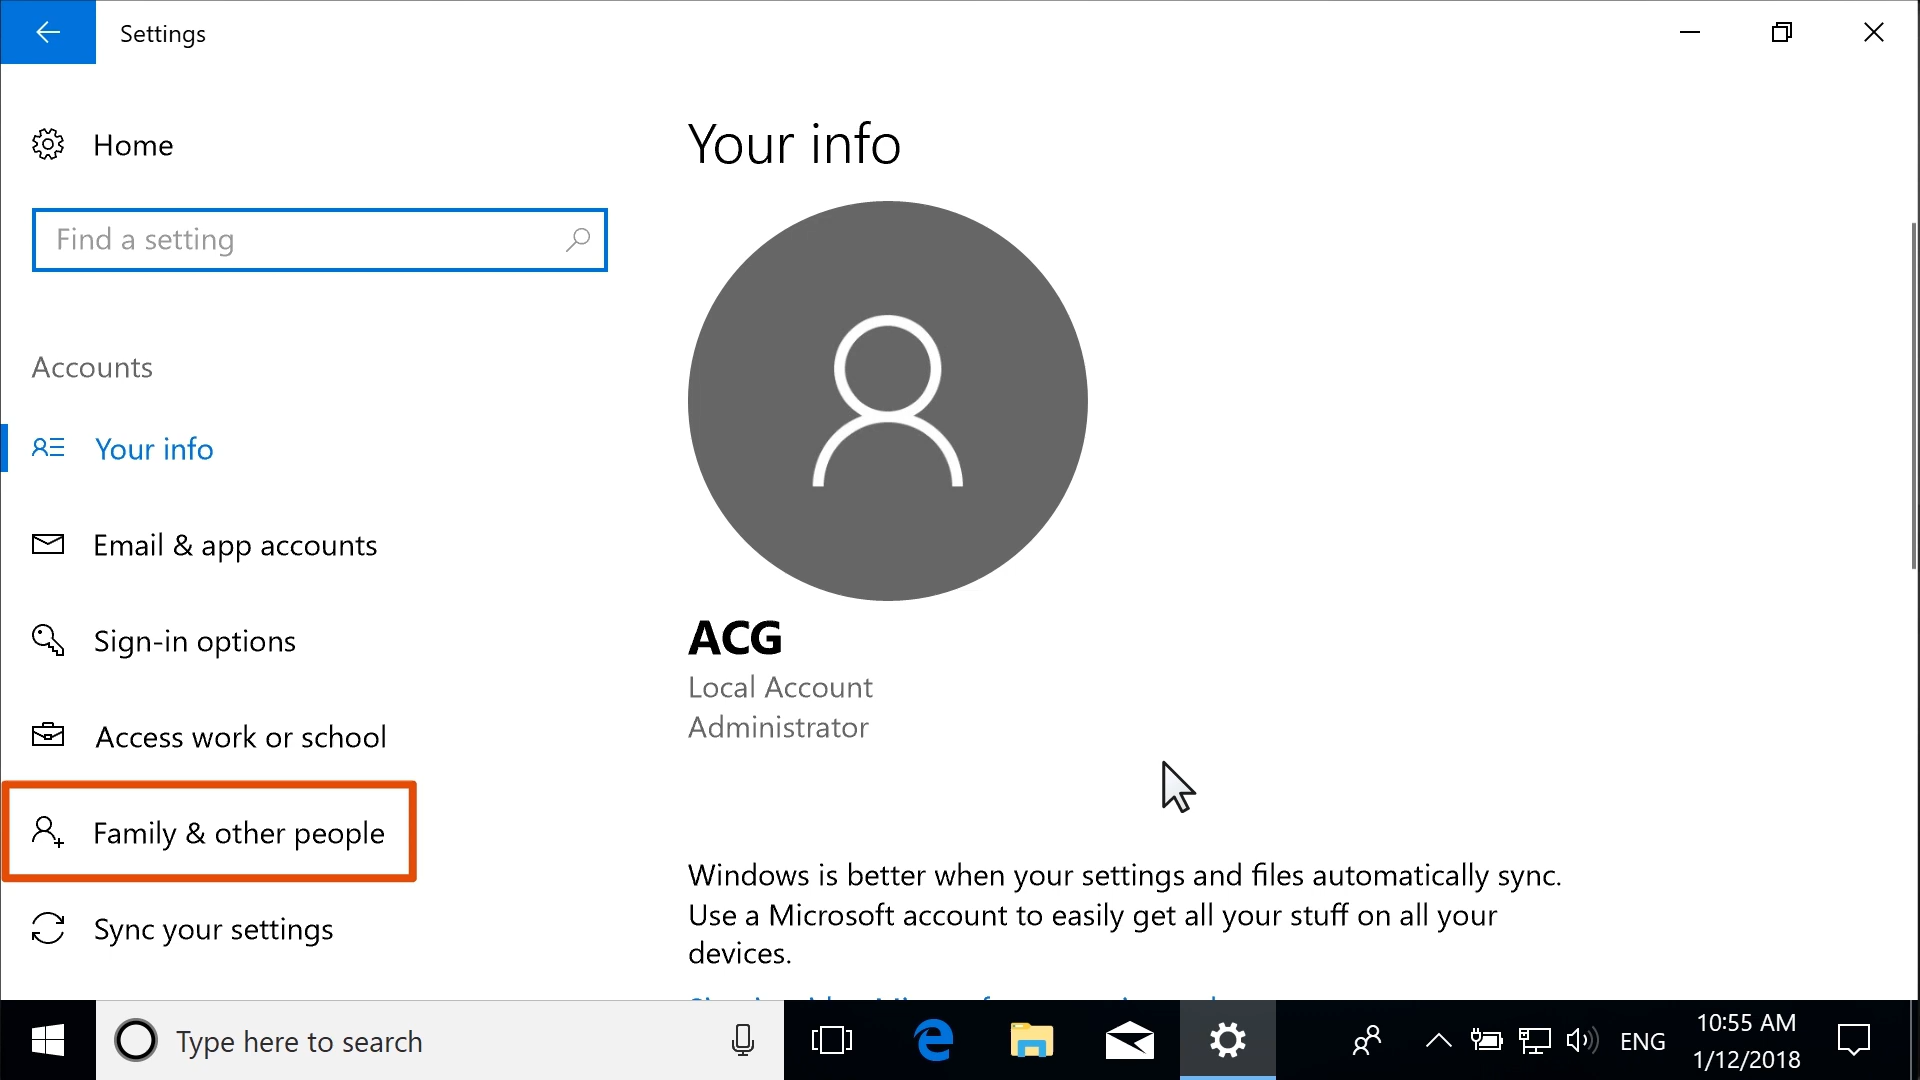 Settings
Home
Find a setting
Accounts
Your info
Email & app accounts
Sign-in options
Access work or school
Family & other people
Sync your settings
Your info
ACG
Local Account
Administrator
Windows is better when your settings and files automatically sync.
Use a Microsoft account to easily get all your stuff on all your
devices.
Type here to search
ENG
10:55 AM
1/12/2018